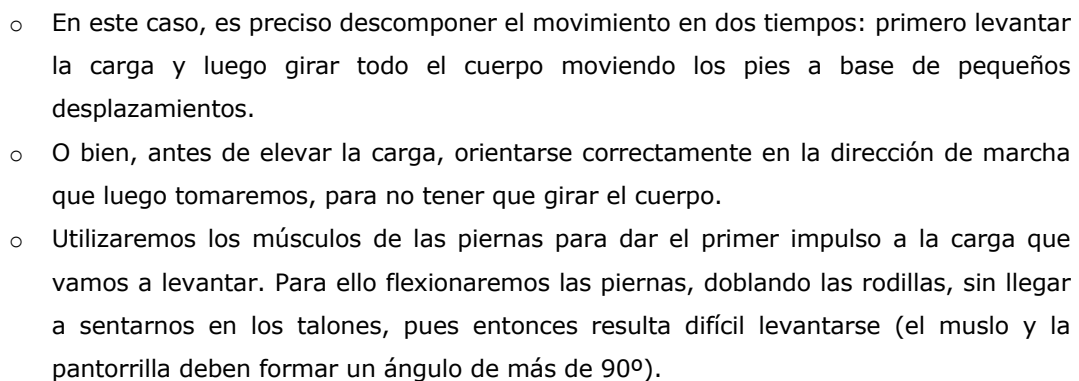 o En este caso, es preciso descomponer el movimiento en dos tiempos: primero levantar
la carga y luego girar todo el cuerpo moviendo los pies a base de pequeños
desplazamientos.
o O bien, antes de elevar la carga, orientarse correctamente en la dirección de marcha
que luego tomaremos, para no tener que girar el cuerpo.
o Utilizaremos los músculos de las piernas para dar el primer impulso a la carga que
vamos a levantar. Para ello flexionaremos las piernas, doblando las rodillas, sin llegar
a sentarnos en los talones, pues entonces resulta difícil levantarse (el muslo y la
pantorrilla deben formar un ángulo de más de 90º).